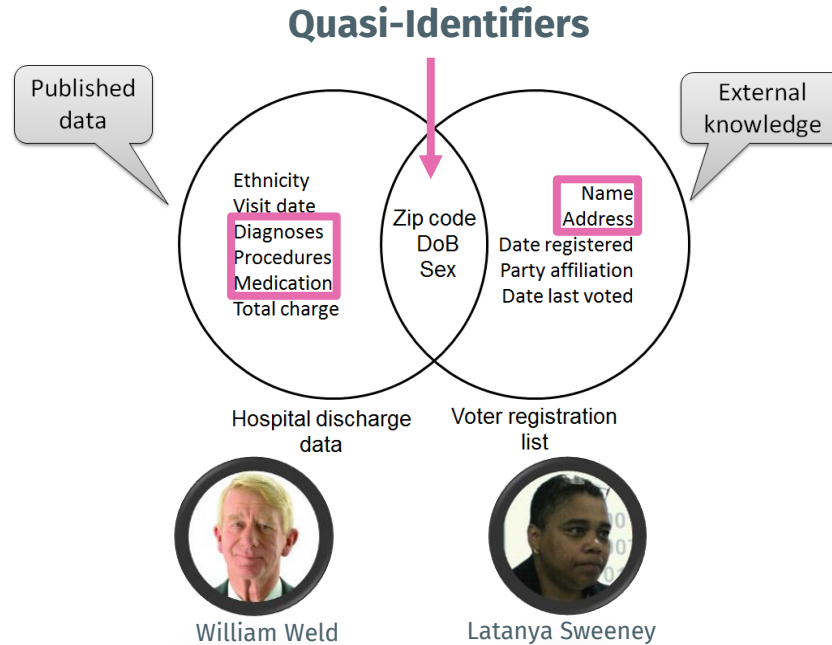 Quasi-Identifiers
Published
data
External
knowledge
Ethnicity
Visit date
Diagnoses
Procedures
Medication
Total charge
Zip code
DoB
Sex
Name
Address
Date registered
Party affiliation
Date last voted
Hospital discharge
data
Voter registration
list
William Weld
Latanya Sweeney